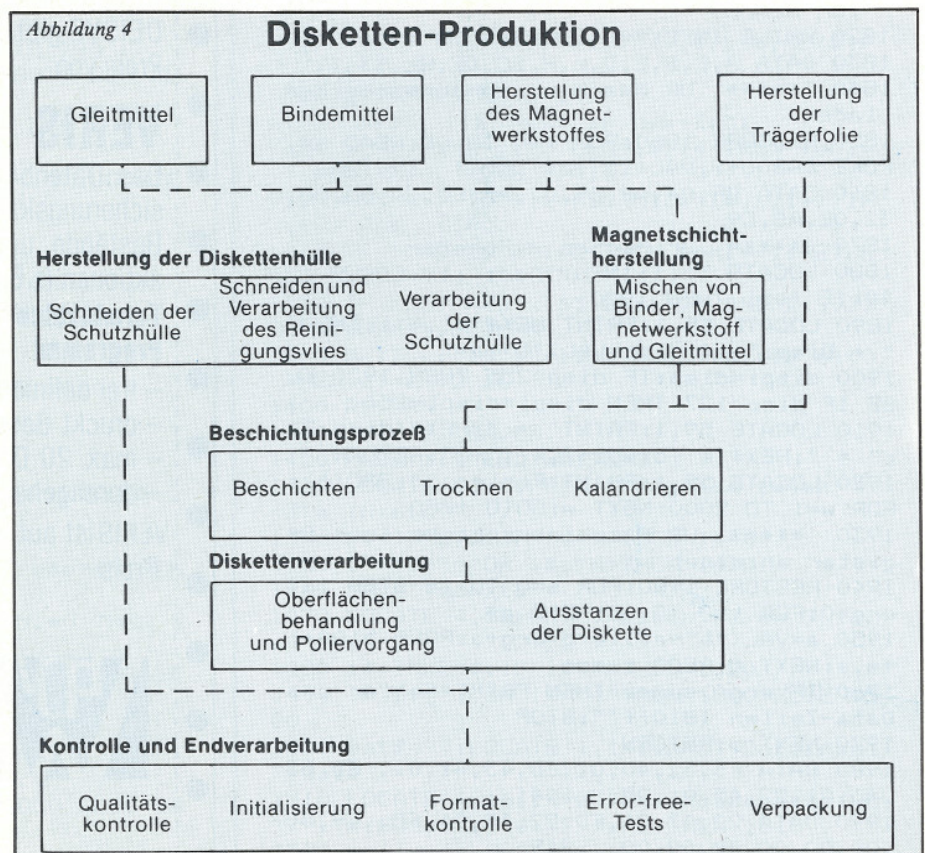 Abbildung 4
Disketten-Produktion
Gleitmittel
Bindemittel
Herstellung
des Magnet-
werkstoffes
Herstellung
der
Trägerfolie
Herstellung der Diskettenhülle
Schneiden der
Schutzhülle
Schneiden und
Verarbeitung
des Reini-
gungsvlies
Verarbeitung
der
Schutzhülle
Magnetschicht-
herstellung
Mischen von
Binder, Mag-
netwerkstoff
und Gleitmittel
Beschichtungsprozeß
Beschichten
Trocknen
Kalandrieren
Diskettenverarbeitung
Oberflächen-
behandlung
und Poliervorgang
Ausstanzen
der Diskette
Kontrolle und Endverarbeitung
Qualitäts-
kontrolle
Initialisierung
Format-
kontrolle
Error-free-
Tests
Verpackung